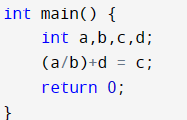 int main() {
    int a,b,c,d;
    (a/b)+d = c;
    return 0;
}